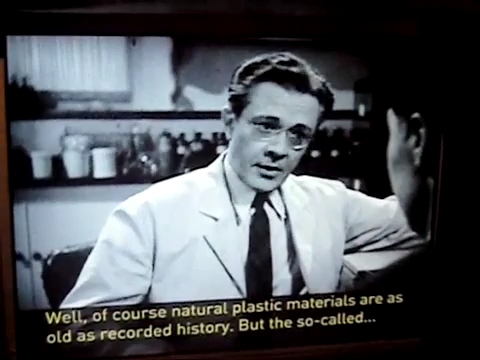 Well, of course natural plastic materials are as
old as recorded history. But the so-called...